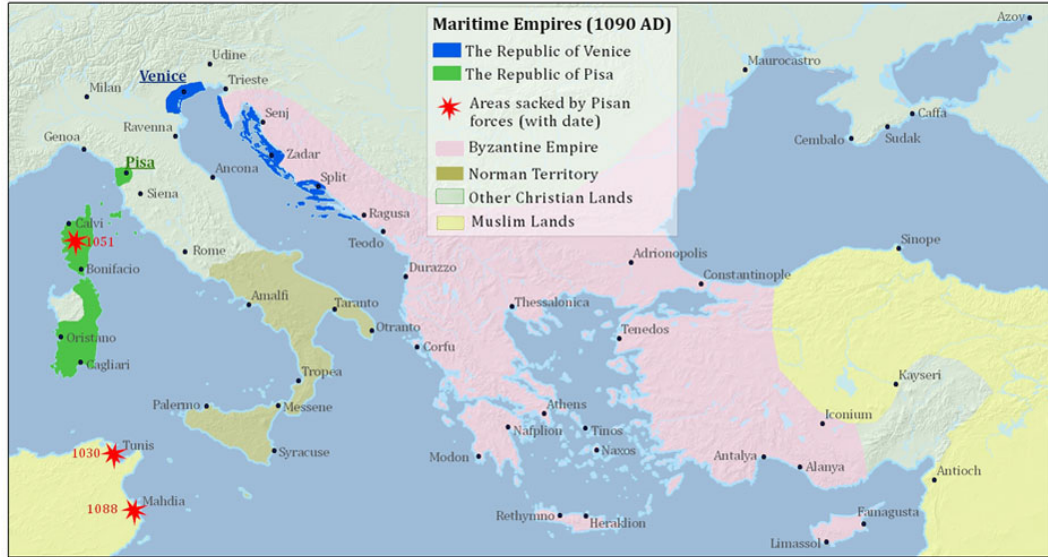 Maritime Empires (1090 AD)
The Republic of Venice
The Republic of Pisa
Areas sacked by Pisan
forces (with date)
Byzantine Empire
Norman Territory
Other Christian Lands
Muslim Lands
Azov
Udine
Maurocastro
Venice
Trieste
Milan
Senj
Caffa
Ravenna
Sudak
Genoa
Cembalo
Zadar
Pisa
Ancona
Split
Siena
Calvi
Ragusa
1051
Teodo
Rome
Sinope
Bonifacio
Durazzo
Adrionopolis
Constantinople
Amalfi
Taranto
Thessalonica
Otranto
Tenedos
Oristano
Corfu
Cagliari
Tropea
Kayseri
Palermo
Messene
Athens
Iconium
Nafplion
Tinos
Tunis
1030
Syracuse
Modon
Naxos
Antalya
Alanya
Antioch
Mahdia
1088
Rethymno
Heraklion
Famagusta
Limassol